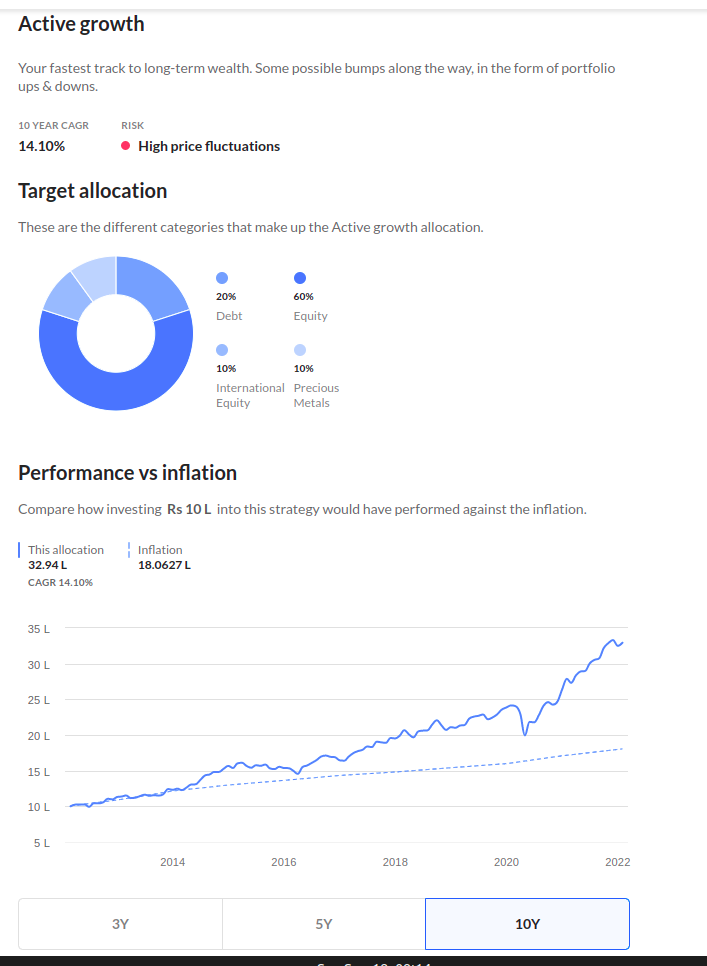 Active growth
Your fastest track to long-term wealth. Some possible bumps along the way, in the form of portfolio
ups & downs.
10 YEAR CAGR RISK
14.10% High price fluctuations
Target allocation
These are the different categories that make up the Active growth allocation.
20% 60%
Debt Equity
10% 10%
International Precious
Equity Metals
Performance vs inflation
Compare how investing Rs 10 L into this strategy would have performed against the inflation.
This allocation Inflation
32.94 L 18.0627 L
CAGR 14.10%
35 L
30 L
25 L
20 L
15 L
10 L
5 L
2014 2016 2018 2020 2022
3Y 5Y 10Y